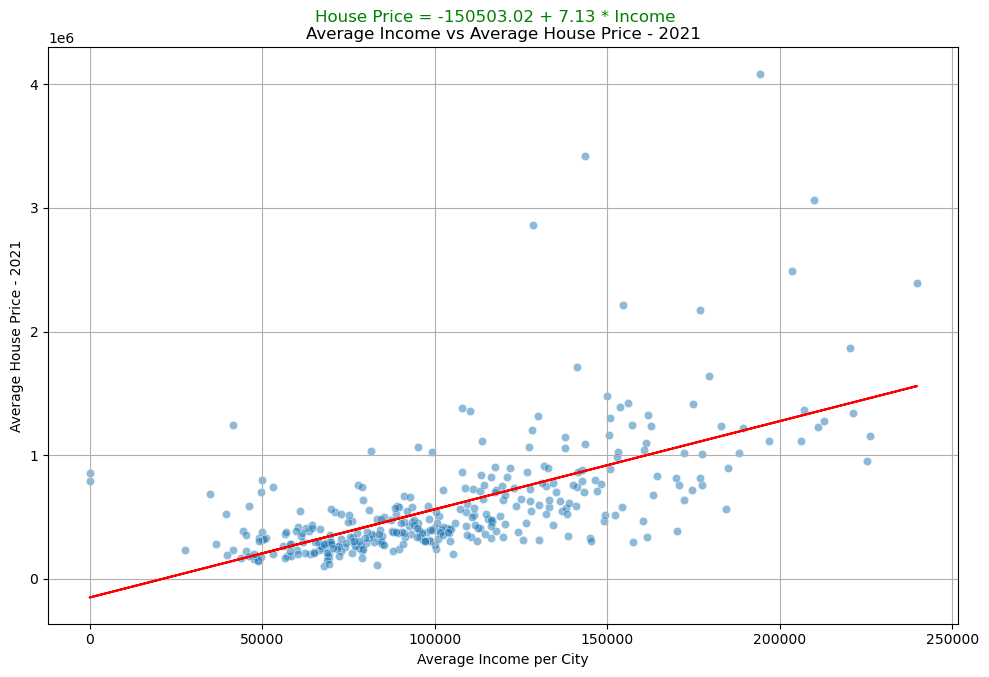 House Price = -150503.02 + 7.13 * Income
Average Income vs Average House Price - 2021
1e6
4
3
2
1
0
Average House Price - 2021
0 50000 100000 150000 200000 250000
Average Income per City